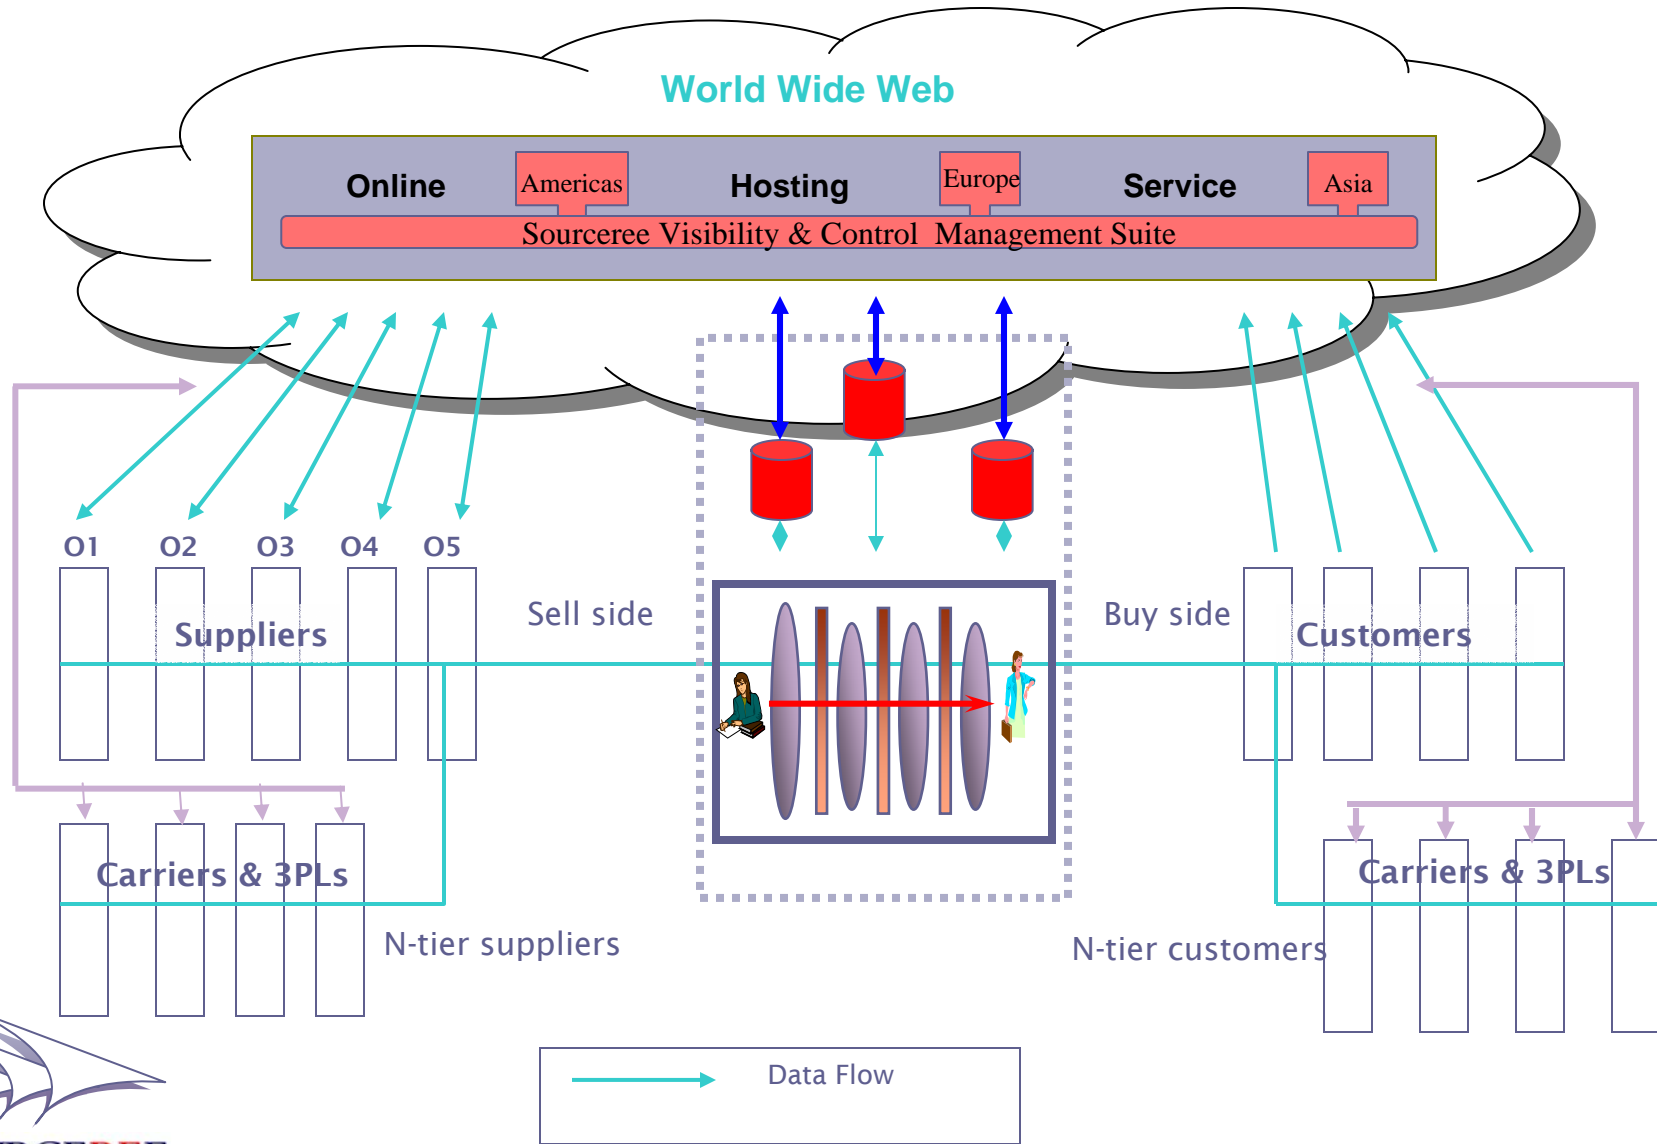 World Wide Web
Online Americas Hosting Europe Service Asia
Sourceree Visibility & Control Management Suite
O1 O2 O3 O4 O5
Sell side
Buy side
Suppliers
Customers
Carriers & 3PLs
Carriers & 3PLs
N-tier suppliers
N-tier customers
Data Flow